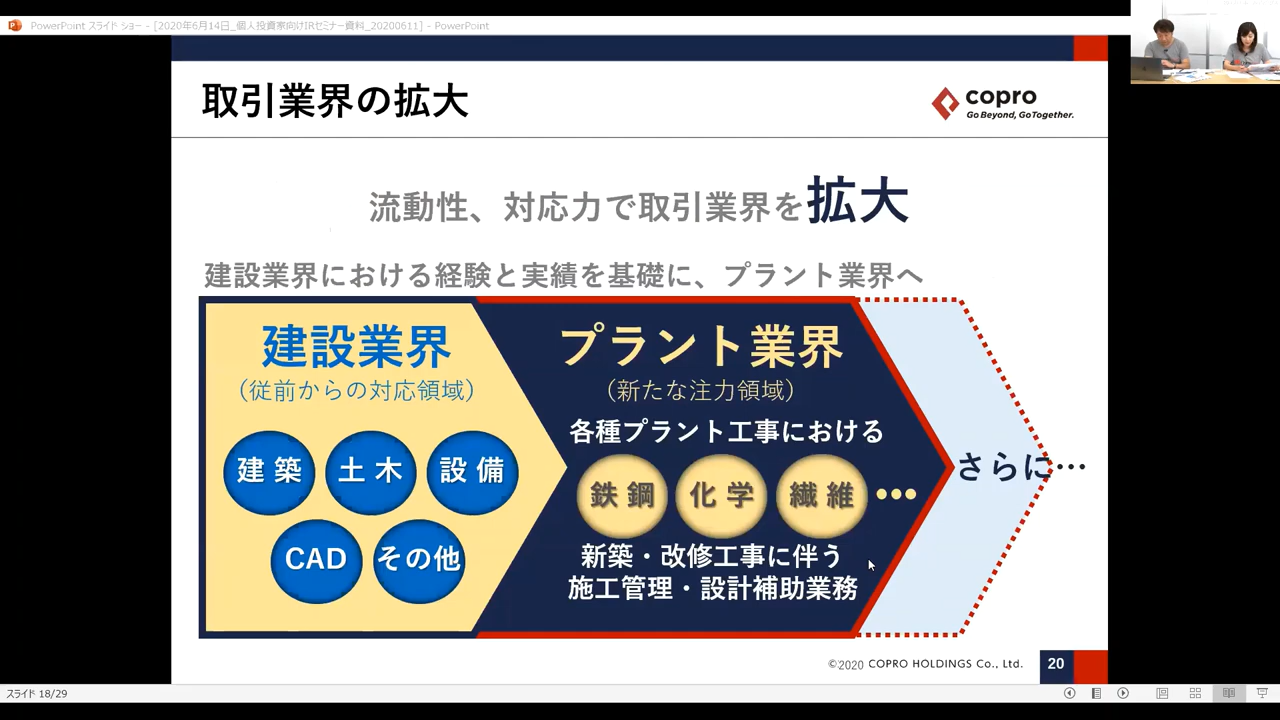 PowerPoint スライド ショー - [2020年6月14日_個人投資家向けIRセミナー資料_20200611] - PowerPoint
取引業界の拡大
copro
Go Beyond, Go Together.
流動性、対応力で取引業界を拡大
建設業界における経験と実績を基礎に、プラント業界へ
建設業界
（従前からの対応領域）
建築
土木
設備
CAD
その他
プラント業界
（新たな注力領域）
各種プラント工事における
鉄鋼
化学
繊維
•••
新築・改修工事に伴う
施工管理・設計補助業務
さらに…
©2020 COPRO HOLDINGS Co., Ltd.
20
スライド 18/29